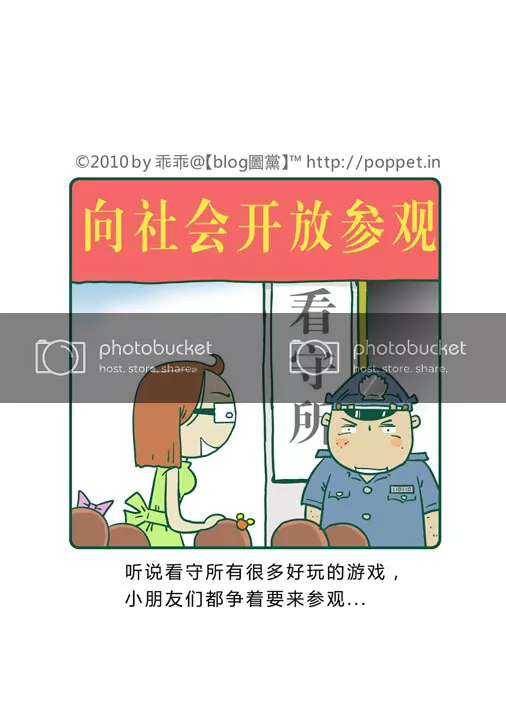 ©2010 by 乖乖@【blog圖黨】™ http://poppet.in
向社会开放参观
看守所
photobucket
host. store. share.
photobucket
host. store. share.
110110
听说看守所有很多好玩的游戏，
小朋友们都争着要来参观...